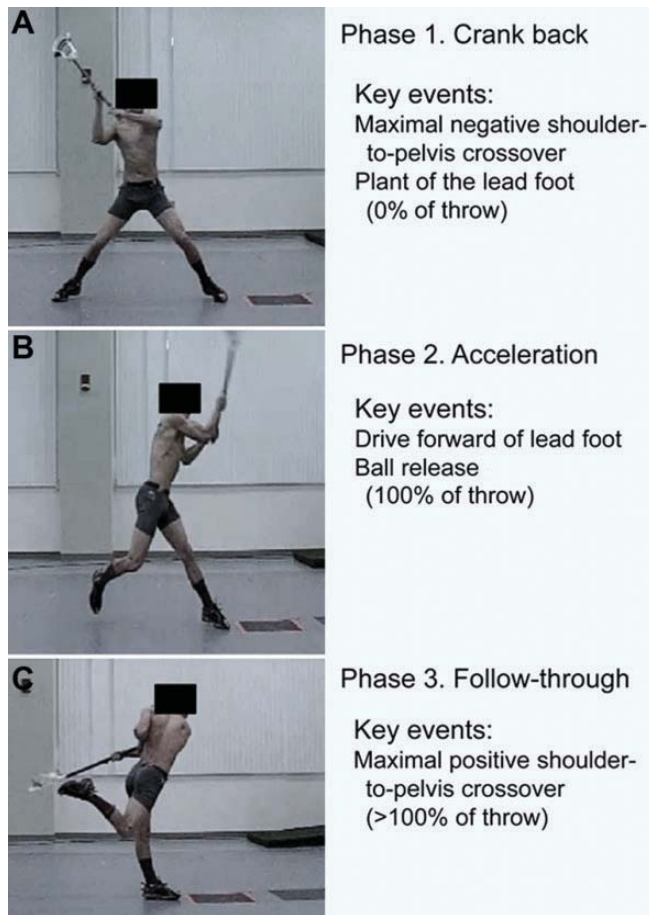 A
Phase 1. Crank back
Key events:
Maximal negative shoulder-
to-pelvis crossover
Plant of the lead foot
(0% of throw)
B
Phase 2. Acceleration
Key events:
Drive forward of lead foot
Ball release
(100% of throw)
C
Phase 3. Follow-through
Key events:
Maximal positive shoulder-
to-pelvis crossover
(>100% of throw)